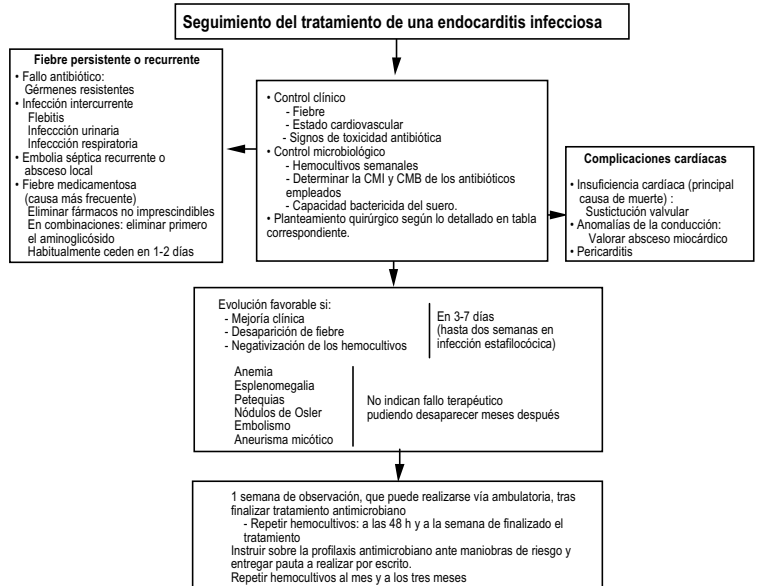 Seguimiento del tratamiento de una endocarditis infecciosa
Fiebre persistente o recurrente
• Fallo antibiótico:
Gérmenes resistentes
• Infección intercurrente
Flebitis
Infeccción urinaria
Infección respiratoria
• Embolia séptica recurrente o
absceso local
• Fiebre medicamentosa
(causa más frecuente)
Eliminar fármacos no imprescindibles
En combinaciones: eliminar primero
el aminoglicósido
Habitualmente ceden en 1-2 días
• Control clínico
- Fiebre
- Estado cardiovascular
- Signos de toxicidad antibiótica
• Control microbiológico
- Hemocultivos semanales
- Determinar la CMI y CMB de los antibióticos
empleados
- Capacidad bactericida del suero.
• Planteamiento quirúrgico según lo detallado en tabla
correspondiente.
Complicaciones cardíacas
• Insuficiencia cardíaca (principal
causa de muerte) :
Sustictución valvular
• Anomalías de la conducción:
Valorar absceso miocárdico
• Pericarditis
Evolución favorable si:
- Mejoría clínica
- Desaparición de fiebre
- Negativización de los hemocultivos
En 3-7 días
(hasta dos semanas en
infección estafilocócica)
Anemia
Esplenomegalia
Petequias
Nódulos de Osler
Embolismo
Aneurisma micótico
No indican fallo terapéutico
pudiendo desaparecer meses después
1 semana de observación, que puede realizarse vía ambulatoria, tras
finalizar tratamiento antimicrobiano
- Repetir hemocultivos: a las 48 h y a la semana de finalizado el
tratamiento
Instruir sobre la profilaxis antimicrobiano ante maniobras de riesgo y
entregar pauta a realizar por escrito.
Repetir hemocultivos al mes y a los tres meses